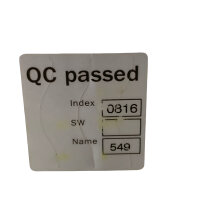 QC passed
Index 0816
SW
Name 549